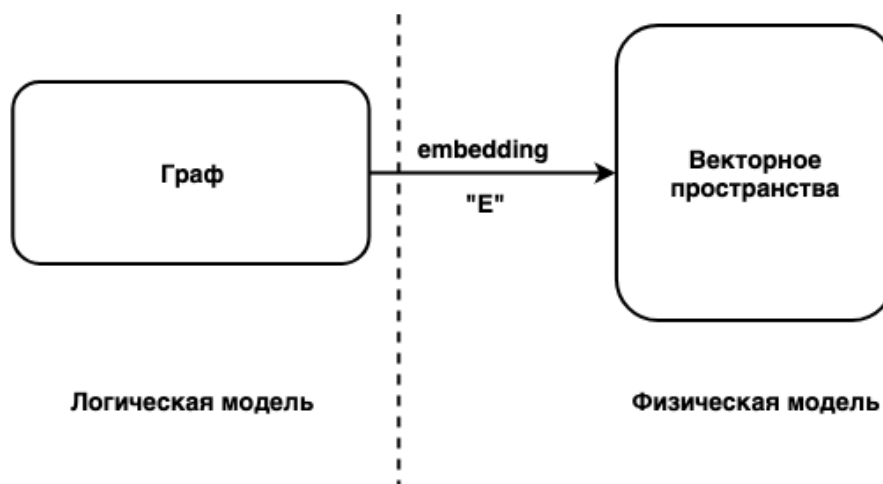 Граф
embedding
"E"
Векторное
пространства
Логическая модель
Физическая модель